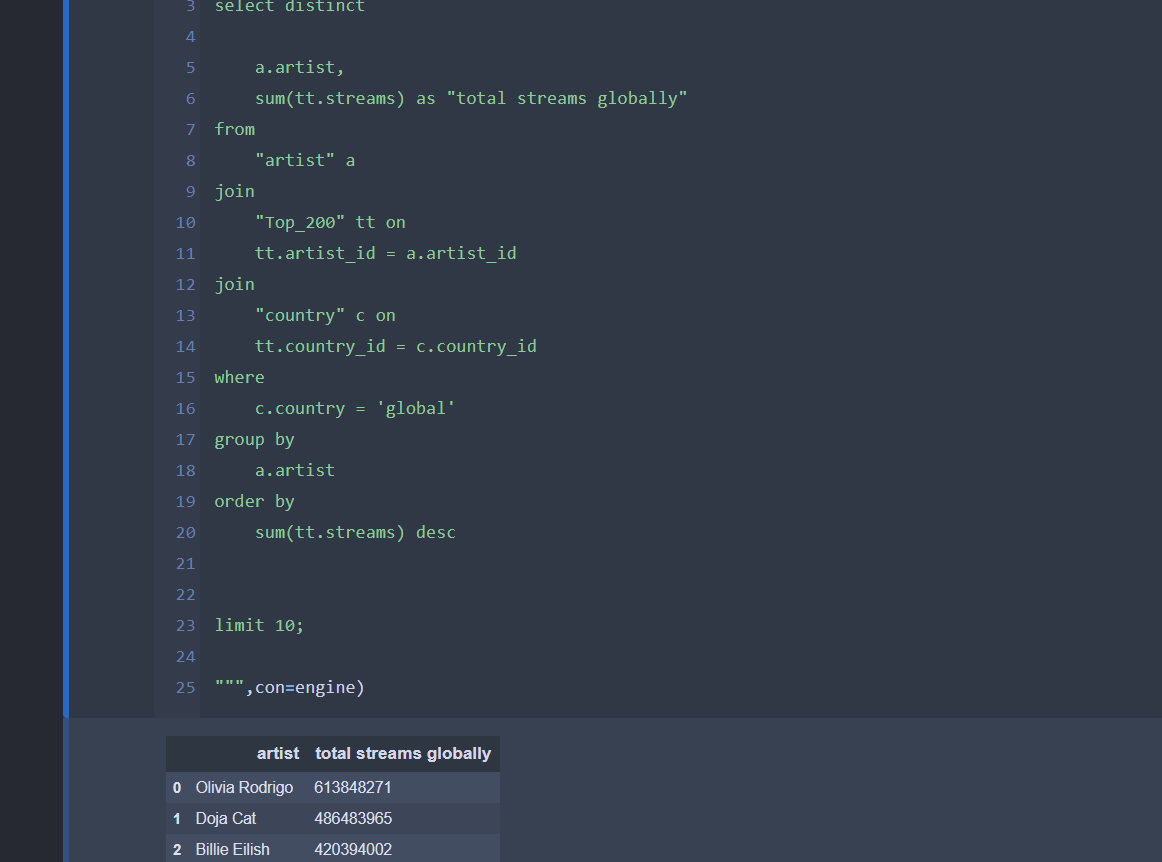 3 select distinct
4
5 a.artist,
6 sum(tt.streams) as "total streams globally"
7 from
8 "artist" a
9 join
10 "Top_200" tt on
11 tt.artist_id = a.artist_id
12 join
13 "country" c on
14 tt.country_id = c.country_id
15 where
16 c.country = 'global'
17 group by
18 a.artist
19 order by
20 sum(tt.streams) desc
21
22
23 limit 10;
24
25 """,con=engine)
artist total streams globally
0 Olivia Rodrigo 613848271
1 Doja Cat 486483965
2 Billie Eilish 420394002